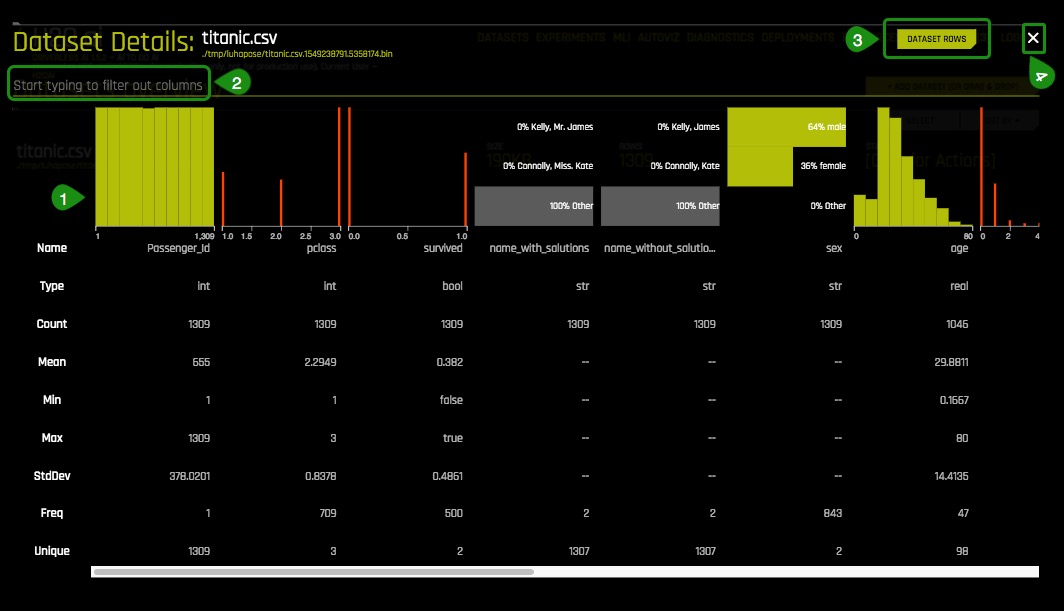 Dataset Details: titanic.csv
./tmp/luhapase/titanic.csv.1549238791.5358174.bin
DATASETS EXPERIMENTS MLI AUTOVIZ DIAGNOSTICS DEPLOYMENTS
3
DATASET ROWS
4
Start typing to filter out columns
2
titanic.csv
1
0% Kelly, Mr. James
0% Connolly, Miss. Kate
100% Other
0% Kelly, James
0% Connolly, Kate
100% Other
64% male
36% female
0% Other
1 1,309 1.0 1.5 2.0 2.5 3.0 0.0 0.5 1.0 0 80 0 2 4
Name Passenger_Id pclass survived name_with_salutions name_without_salutio... sex age
Type int int bool str str str real
Count 1309 1309 1309 1309 1309 1309 1046
Mean 655 2.2949 0.382 -- -- -- 29.8811
Min 1 1 false -- -- -- 0.1667
Max 1309 3 true -- -- -- 80
StdDev 378.0201 0.8378 0.4861 -- -- -- 14.4135
Freq 1 709 500 2 2 843 47
Unique 1309 3 2 1307 1307 2 98